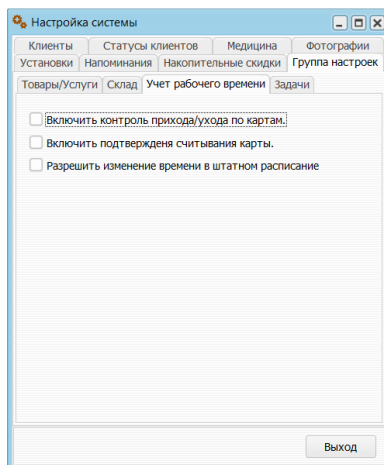 Настройка системы
Клиенты Статусы клиентов Медицина Фотографии
Установки Напоминания Накопительные скидки Группа настроек
Товары/Услуги Склад Учет рабочего времени Задачи
Включить контроль прихода/ухода по картам.
Включить подтвержденя считывания карты.
Разрешить изменение времени в штатном расписание
Выход